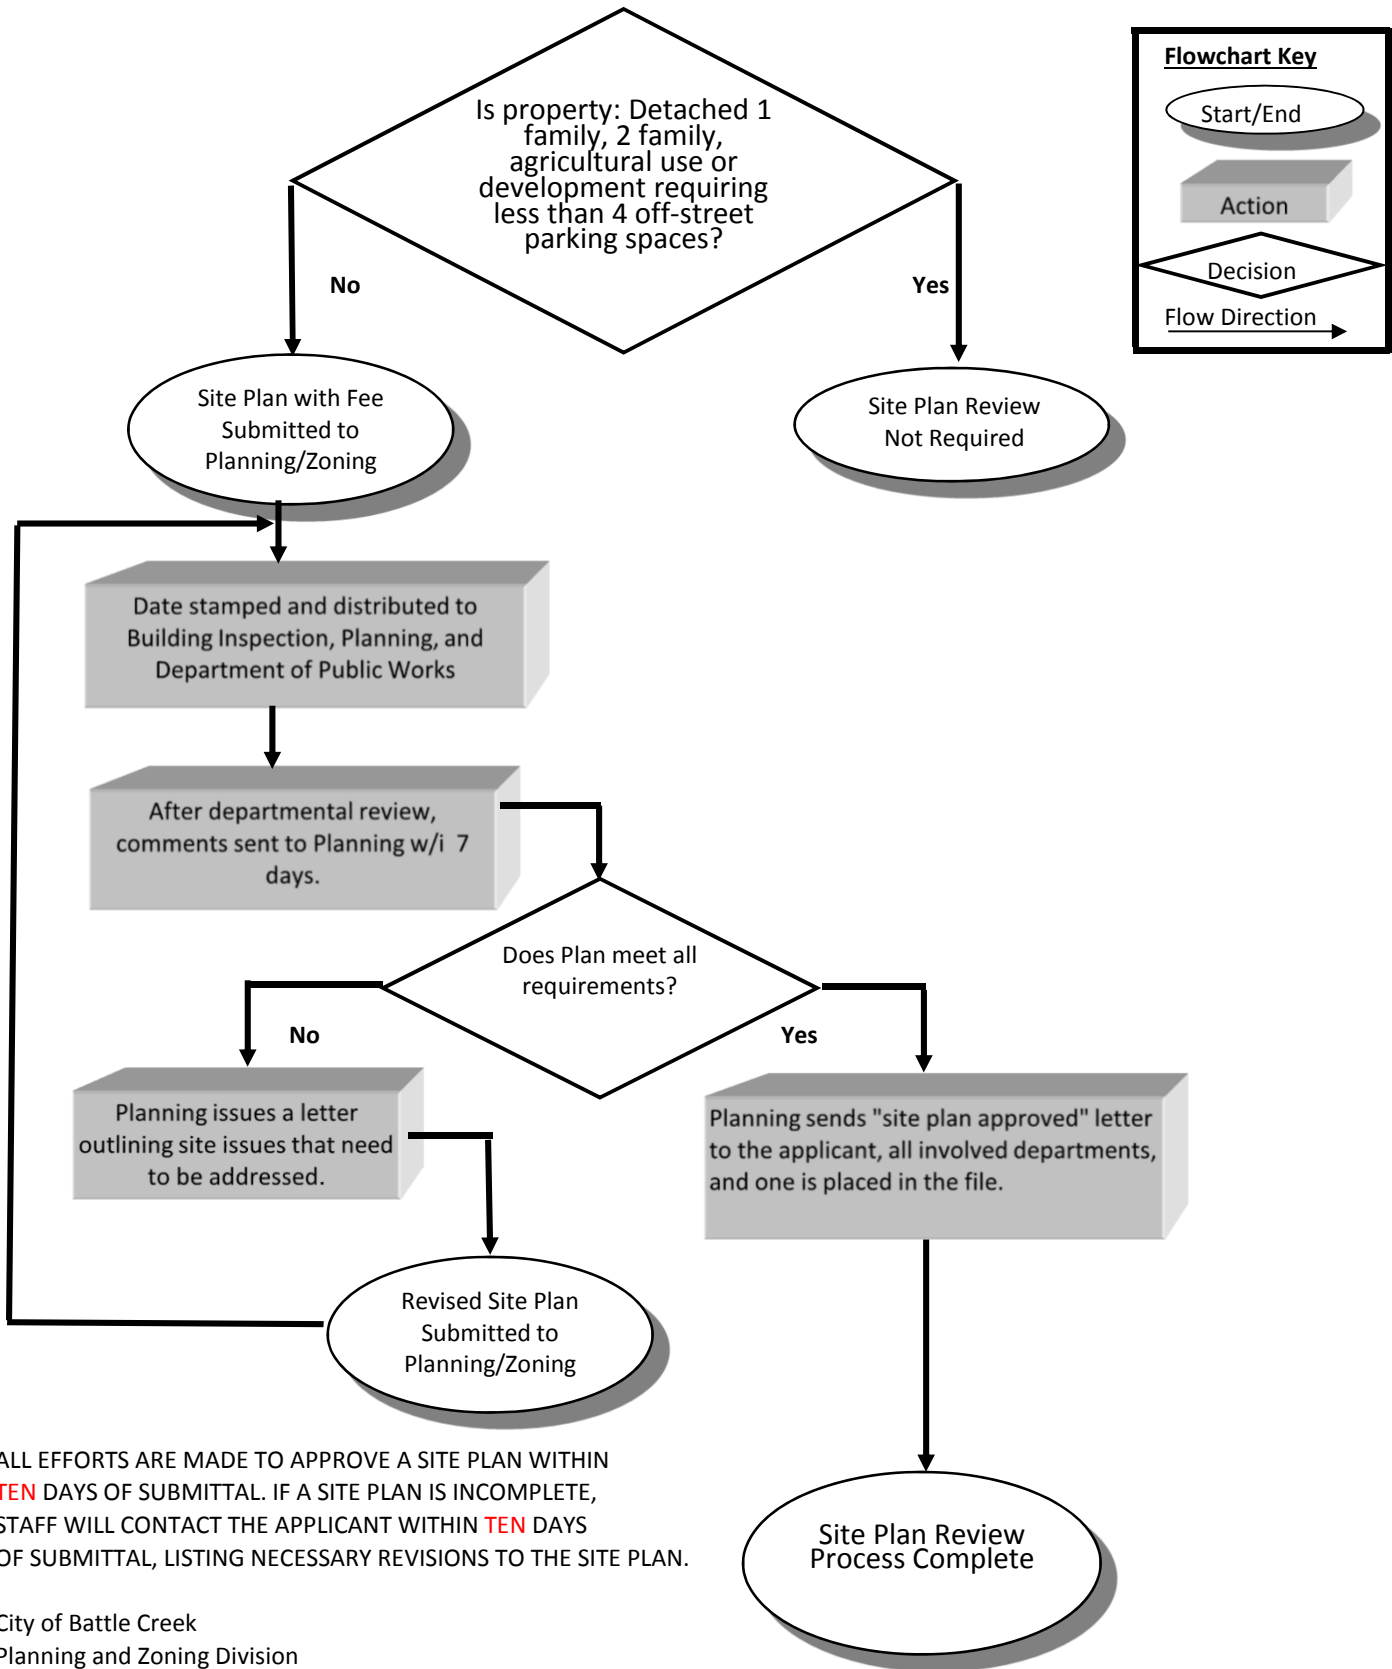 Is property: Detached 1
family, 2 family,
agricultural use or
development requiring
less than 4 off-street
parking spaces?
Flowchart Key
Start/End
Action
Decision
Flow Direction
No
Yes
Site Plan with Fee
Submitted to
Planning/Zoning
Site Plan Review
Not Required
Date stamped and distributed to
Building Inspection, Planning, and
Department of Public Works
After departmental review,
comments sent to Planning w/i 7
days.
Does Plan meet all
requirements?
No
Yes
Planning issues a letter
outlining site issues that need
to be addressed.
Planning sends "site plan approved" letter
to the applicant, all involved departments,
and one is placed in the file.
Revised Site Plan
Submitted to
Planning/Zoning
ALL EFFORTS ARE MADE TO APPROVE A SITE PLAN WITHIN
TEN DAYS OF SUBMITTAL. IF A SITE PLAN IS INCOMPLETE,
STAFF WILL CONTACT THE APPLICANT WITHIN TEN DAYS
OF SUBMITTAL, LISTING NECESSARY REVISIONS TO THE SITE PLAN.
Site Plan Review
Process Complete
City of Battle Creek
Planning and Zoning Division